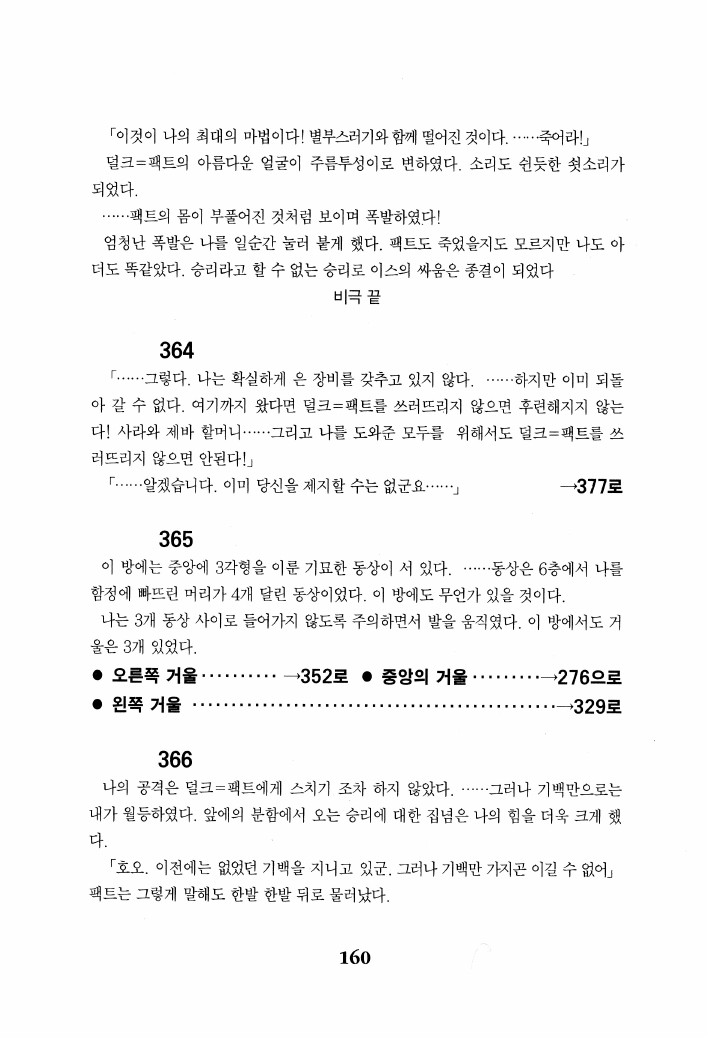 「이것이 나의 최대의 마법이다! 별부스러기와 함께 떨어진 것이다. ……죽어라!」
덜크=팩트의 아름다운 얼굴이 주름투성이로 변하였다. 소리도 쉰듯한 쇳소리가
되었다.
……팩트의 몸이 부풀어진 것처럼 보이며 폭발하였다!
엄청난 폭발은 나를 일순간 눌러 붙게 했다. 팩트도 죽었을지도 모르지만 나도 아
더도 똑같았다. 승리라고 할 수 없는 승리로 이스의 싸움은 종결이 되었다
비극 끝
364
「……그렇다. 나는 확실하게 은 장비를 갖추고 있지 않다. ……하지만 이미 되돌
아 갈 수 없다. 여기까지 왔다면 덜크=팩트를 쓰러뜨리지 않으면 후련해지지 않는
다! 사라와 제바 할머니……그리고 나를 도와준 모두를 위해서도 덜크=팩트를 쓰
러뜨리지 않으면 안된다!」
「……알겠습니다. 이미 당신을 제지할 수는 없군요……」 →377로
365
이 방에는 중앙에 3각형을 이룬 기묘한 동상이 서 있다. ……동상은 6층에서 나를
함정에 빠뜨린 머리가 4개 달린 동상이었다. 이 방에도 무언가 있을 것이다.
나는 3개 동상 사이로 들어가지 않도록 주의하면서 발을 움직였다. 이 방에서도 거
울은 3개 있었다.
● 오른쪽 거울 ·········· →352로 ● 중앙의 거울 ·········→276으로
● 왼쪽 거울 ···············································→329로
366
나의 공격은 덜크=팩트에게 스치기 조차 하지 않았다. ……그러나 기백만으로는
내가 월등하였다. 앞에의 분함에서 오는 승리에 대한 집념은 나의 힘을 더욱 크게 했
다.
「호오. 이전에는 없었던 기백을 지니고 있군. 그러나 기백만 가지곤 이길 수 없어」
팩트는 그렇게 말해도 한발 한발 뒤로 물러났다.
160